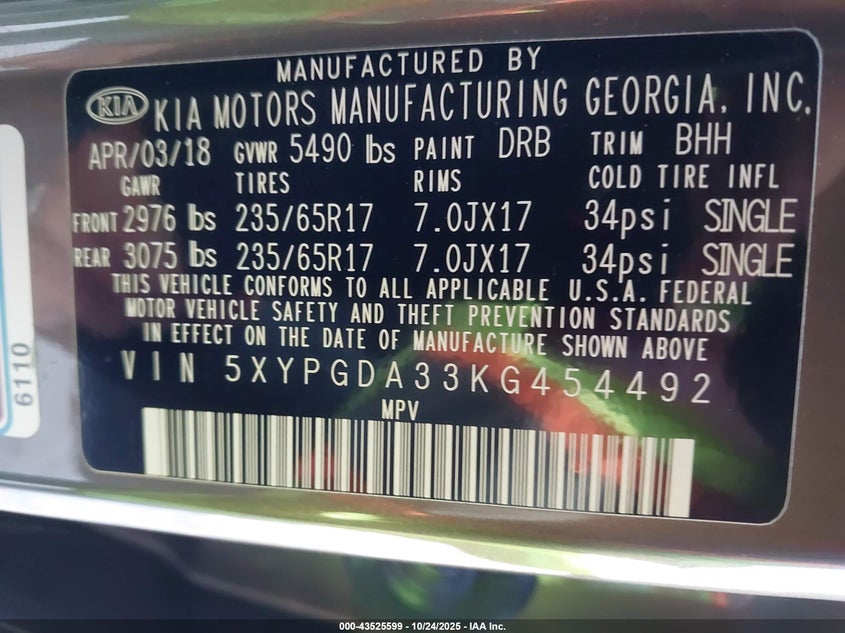 MANUFACTURED BY
KIA KIA MOTORS MANUFACTURING GEORGIA, INC.
APR/03/18 GVWR 5490 lbs PAINT DRB TRIM BHH
GAWR TIRES RIMS COLD TIRE INFL
FRONT 2976 lbs 235/65R17 7.0JX17 34psi SINGLE
REAR 3075 lbs 235/65R17 7.0JX17 34psi SINGLE
THIS VEHICLE CONFORMS TO ALL APPLICABLE U.S.A. FEDERAL
MOTOR VEHICLE SAFETY AND THEFT PREVENTION STANDARDS
IN EFFECT ON THE DATE OF MANUFACTURE SHOWN ABOVE
VIN 5XYPGDA33KG454492
MPV
6110
000-43525599 - 10/24/2025 - IAA Inc.